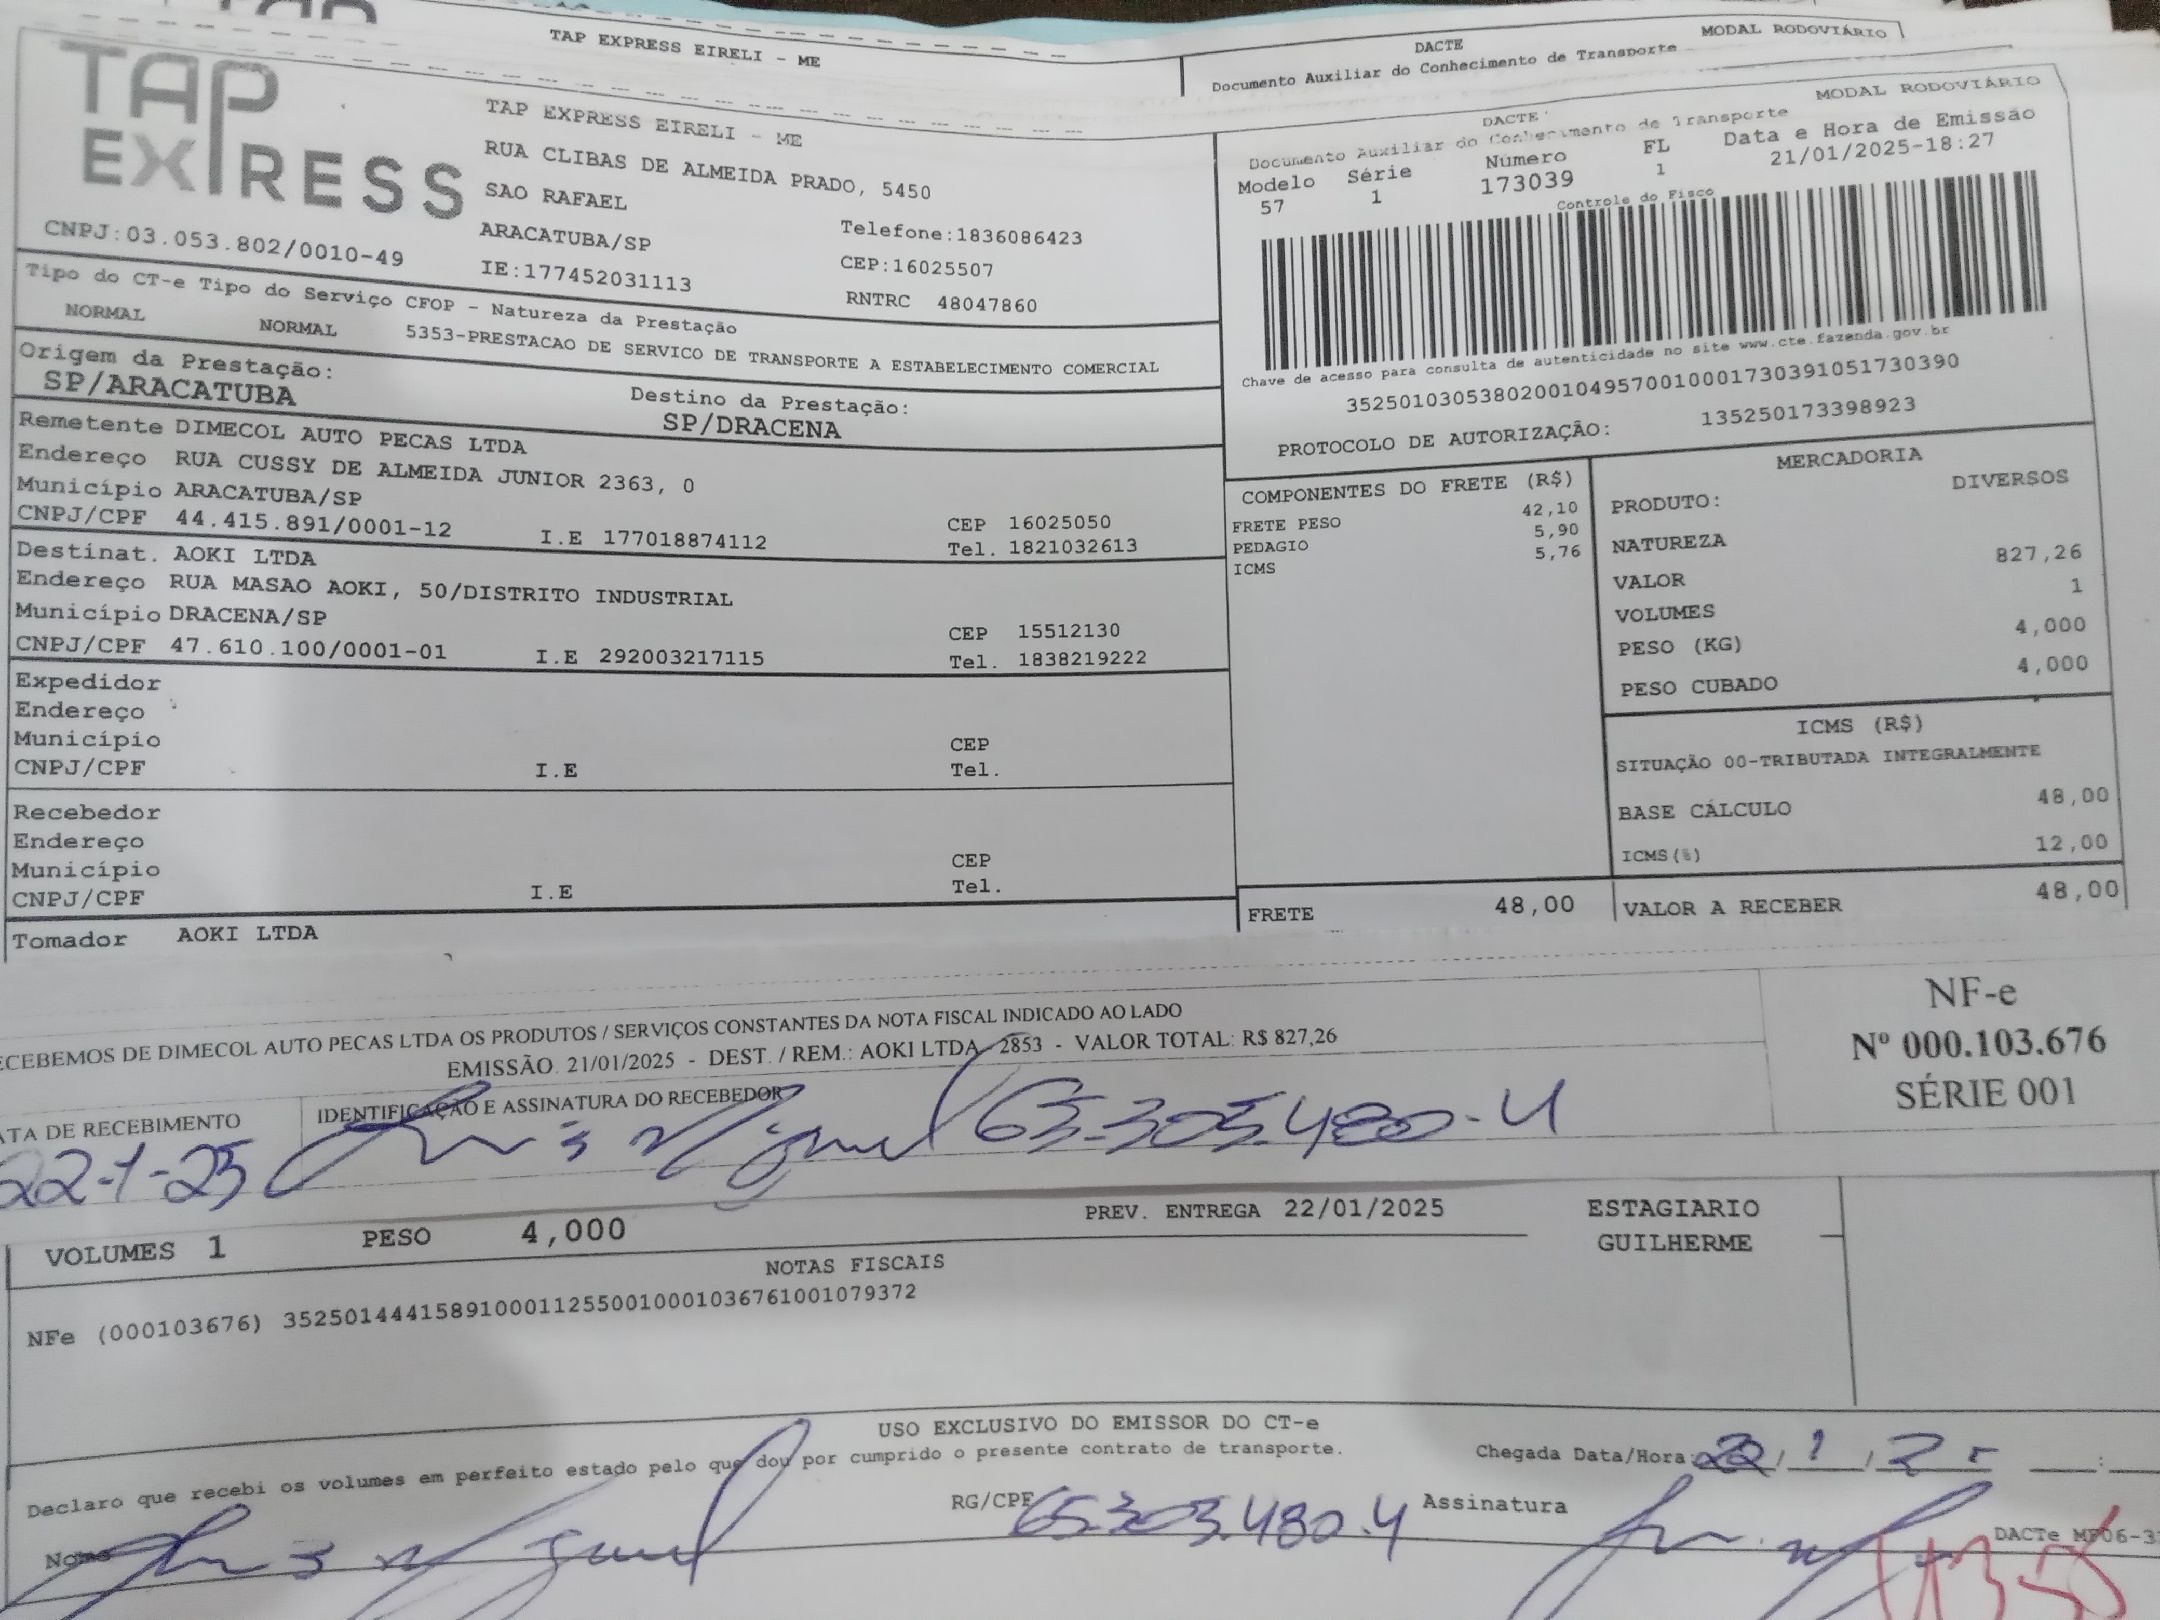 TAP EXPRESS EIRELI - ME
DACTE
MODAL RODOVIÁRIO
Documento Auxiliar do Conhecimento de Transporte
TAP
EXPRESS
CNPJ:03.053.802/0010-49
TAP EXPRESS EIRELI - ME
RUA CLIBAS DE ALMEIDA PRADO, 5450
SAO RAFAEL
ARACATUBA/SP
IE:177452031113
Telefone:1836086423
CEP:16025507
RNTRC 48047860
DACTE
MODAL RODOVIÁRIO
Documento Auxiliar do Conhecimento de Transporte
Modelo Série Número FL Data e Hora de Emissão
57 1 173039 1 21/01/2025-18:27
Controle do Fisco
Chave de acesso para consulta de autenticidade no site www.cte.fazenda.gov.br
35250103053802001049570010001730391051730390
PROTOCOLO DE AUTORIZAÇÃO: 135250173398923
Tipo do CT-e Tipo do Serviço CFOP - Natureza da Prestação
NORMAL NORMAL 5353-PRESTACAO DE SERVICO DE TRANSPORTE A ESTABELECIMENTO COMERCIAL
Origem da Prestação: Destino da Prestação:
SP/ARACATUBA SP/DRACENA
Remetente DIMECOL AUTO PECAS LTDA
Endereço RUA CUSSY DE ALMEIDA JUNIOR 2363, 0
Município ARACATUBA/SP CEP 16025050
CNPJ/CPF 44.415.891/0001-12 I.E 177018874112 Tel. 1821032613
Destinat. AOKI LTDA
Endereço RUA MASAO AOKI, 50/DISTRITO INDUSTRIAL
Município DRACENA/SP CEP 15512130
CNPJ/CPF 47.610.100/0001-01 I.E 292003217115 Tel. 1838219222
Expedidor
Endereço
Município CEP
CNPJ/CPF I.E Tel.
Recebedor
Endereço
Município CEP
CNPJ/CPF I.E Tel.
Tomador AOKI LTDA
COMPONENTES DO FRETE (R$)
FRETE PESO 42,10
PEDAGIO 5,90
ICMS 5,76
FRETE 48,00
MERCADORIA
PRODUTO: DIVERSOS
NATUREZA
VALOR 827,26
VOLUMES 1
PESO (KG) 4,000
PESO CUBADO 4,000
ICMS (R$)
SITUAÇÃO 00-TRIBUTADA INTEGRALMENTE
BASE CÁLCULO 48,00
ICMS(%) 12,00
VALOR A RECEBER 48,00
ECEBEMOS DE DIMECOL AUTO PECAS LTDA OS PRODUTOS / SERVIÇOS CONSTANTES DA NOTA FISCAL INDICADO AO LADO
EMISSÃO. 21/01/2025 - DEST. / REM.: AOKI LTDA 2853 - VALOR TOTAL: R$ 827,26
ATA DE RECEBIMENTO IDENTIFICAÇÃO E ASSINATURA DO RECEBEDOR
22-1-25 65.303.480-4
NF-e
Nº 000.103.676
SÉRIE 001
VOLUMES 1 PESO 4,000 PREV. ENTREGA 22/01/2025
ESTAGIARIO
GUILHERME
NOTAS FISCAIS
NFe (000103676) 35250144415891000112550010001036761001079372
USO EXCLUSIVO DO EMISSOR DO CT-e
Declaro que recebi os volumes em perfeito estado pelo que dou por cumprido o presente contrato de transporte.
Chegada Data/Hora: 22/1/25 :
Nome RG/CPF 65.303.480.4 Assinatura
DACTe MF06-3